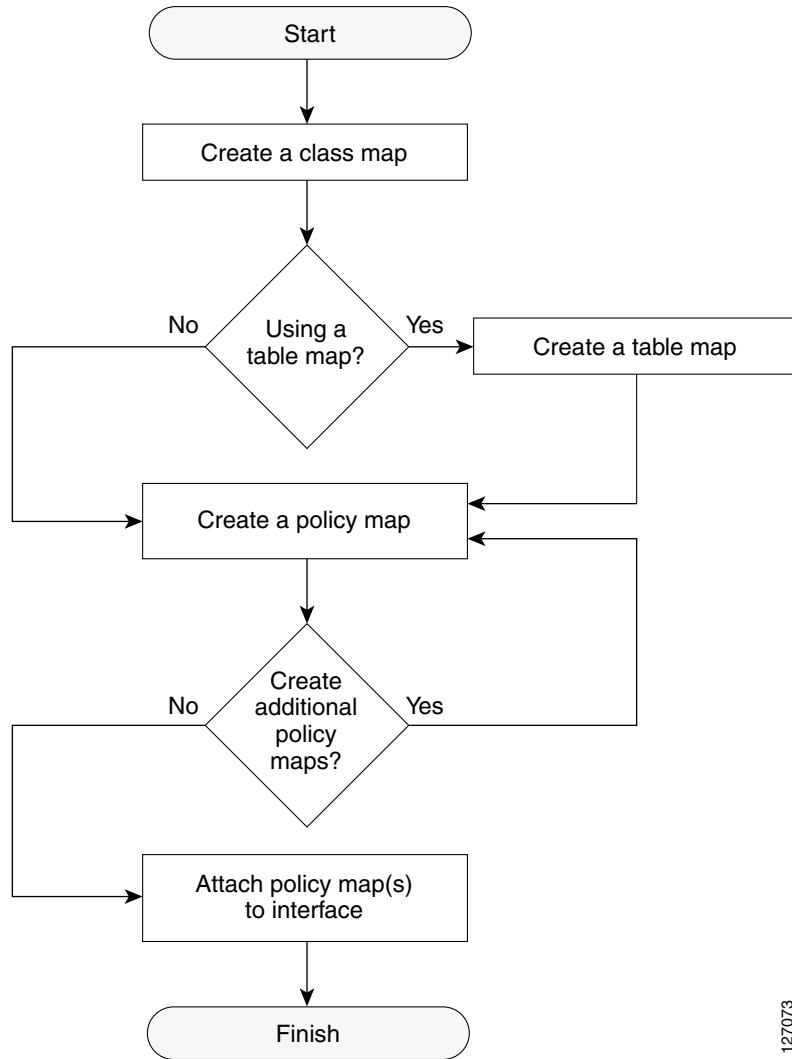 Start
Create a class map
No
Using a
table map?
Yes
Create a table map
Create a policy map
No
Create
additional
policy
maps?
Yes
Attach policy map(s)
to interface
Finish
127073